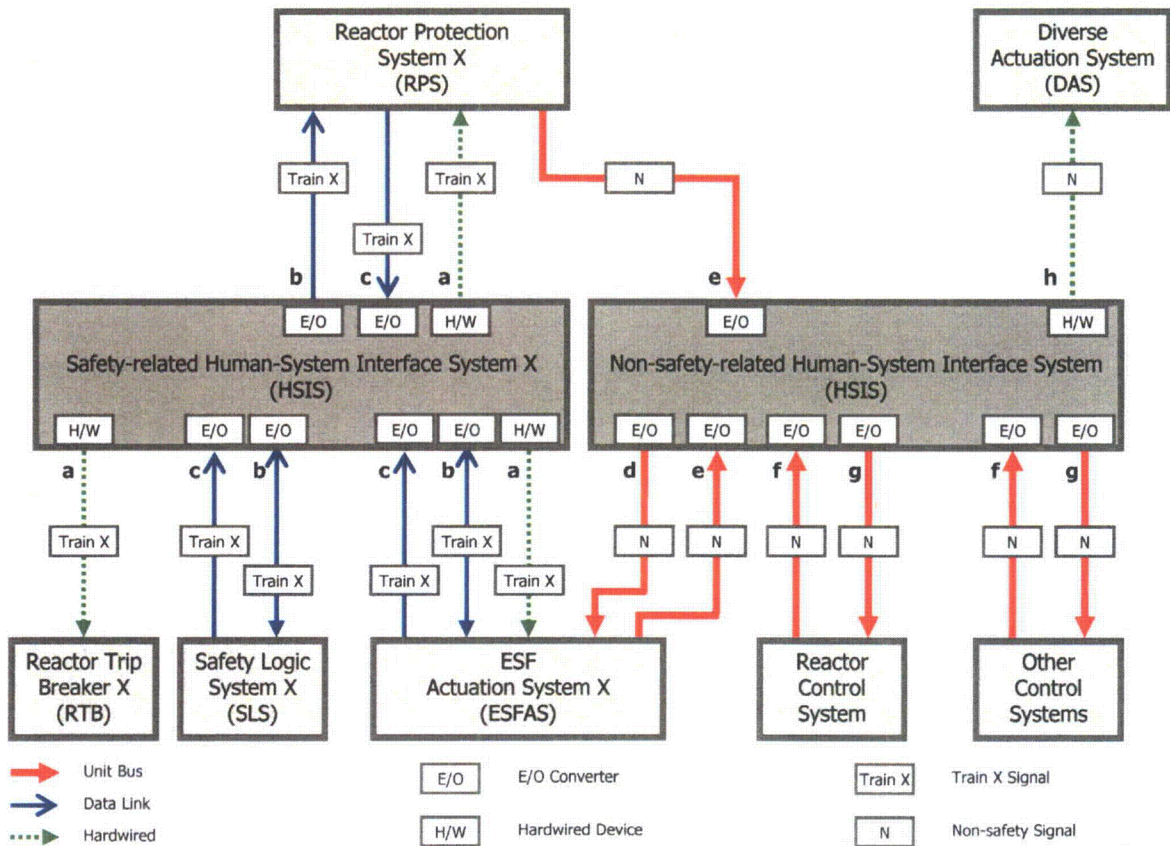 Reactor Protection
System X
(RPS)
Diverse
Actuation System
(DAS)
Train X
Train X
N
N
Train X
b
c
a
e
h
E/O
E/O
H/W
E/O
H/W
Safety-related Human-System Interface System X
(HSIS)
Non-safety-related Human-System Interface System
(HSIS)
H/W
E/O
E/O
E/O
E/O
H/W
E/O
E/O
E/O
E/O
E/O
E/O
a
c
b
c
b
a
d
e
f
g
f
g
Train X
Train X
Train X
N
N
N
N
N
N
Train X
Train X
Train X
Reactor Trip
Breaker X
(RTB)
Safety Logic
System X
(SLS)
ESF
Actuation System X
(ESFAS)
Reactor
Control
System
Other
Control
Systems
Unit Bus
E/O
E/O Converter
Train X
Train X Signal
Data Link
Hardwired
H/W
Hardwired Device
N
Non-safety Signal